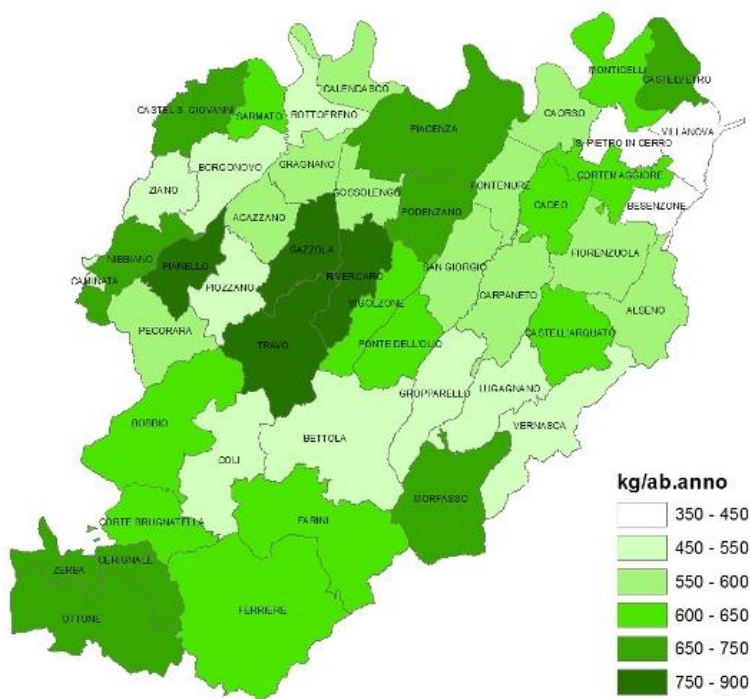 MONTICELLI
CASTELVETRO
CALENDASCO
CASTEL S. GIOVANNI
SARMATO
ROTTOFRENO
CAORSO
PIACENZA
VILLANOVA
S. PIETRO IN CERRO
BORGONOVO
GRAGNANO
CORTEMAGGIORE
ZIANO
GOSSOLENGO
PONTENURE
CADEO
BESENZONE
AGAZZANO
PODENZANO
GAZZOLA
FIORENZUOLA
NIBBIANO
PIANELLO
SAN GIORGIO
CAMINATA
RIVERGARO
PIOZZANO
VIGOLZONE
CARPANETO
ALSENO
PECORARA
CASTELL'ARQUATO
TRAVO
PONTE DELL'OLIO
GROPPARELLO
LUGAGNANO
BOBBIO
VERNASCA
BETTOLA
COLI
MORFASSO
CORTE BRUGNATELLA
FARINI
CERIGNALE
ZERBA
FERRIERE
OTTONE
kg/ab.anno
350 - 450
450 - 550
550 - 600
600 - 650
650 - 750
750 - 900